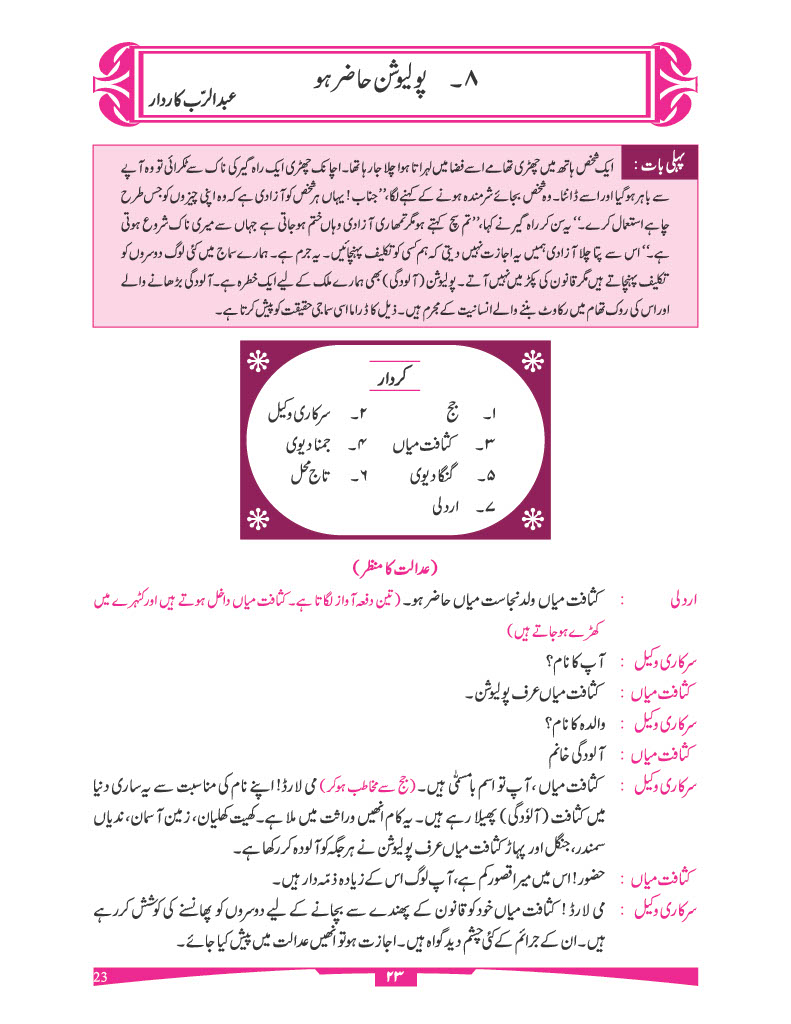 ۸۔ پولیوشن حاضر ہو
عبدالرّب کاردار
پہلی بات : ایک شخص ہاتھ میں چھڑی تھامے اسے فضا میں لہراتا ہوا چلا جا رہا تھا۔ اچانک چھڑی ایک راہ گیر کی ناک سے ٹکرائی تو وہ آپے
سے باہر ہوگیا اور اسے ڈانٹا۔ وہ شخص بجائے شرمندہ ہونے کے کہنے لگا، ”جناب! یہاں ہر شخص کو آزادی ہے کہ وہ اپنی چیزوں کو جس طرح
چاہے استعمال کرے۔“ یہ سن کر راہ گیر نے کہا، ”تم سچ کہتے ہو مگر تمھاری آزادی وہاں ختم ہوجاتی ہے جہاں سے میری ناک شروع ہوتی
ہے۔“ اس سے پتا چلا آزادی ہمیں یہ اجازت نہیں دیتی کہ ہم کسی کو تکلیف پہنچائیں۔ یہ جرم ہے۔ ہمارے سماج میں کئی لوگ دوسروں کو
تکلیف پہنچاتے ہیں مگر قانون کی پکڑ میں نہیں آتے۔ پولیوشن (آلودگی) بھی ہمارے ملک کے لیے ایک خطرہ ہے۔ آلودگی بڑھانے والے
اور اس کی روک تھام میں رکاوٹ بننے والے انسانیت کے مجرم ہیں۔ ذیل کا ڈراما اسی سماجی حقیقت کو پیش کرتا ہے۔
کردار
۱۔ جج ۲۔ سرکاری وکیل
۳۔ کثافت میاں ۴۔ جمنا دیوی
۵۔ گنگا دیوی ۶۔ تاج محل
۷۔ اردلی
(عدالت کا منظر)
اردلی : کثافت میاں ولد نجاست میاں حاضر ہو۔ (تین دفعہ آواز لگاتا ہے۔ کثافت میاں داخل ہوتے ہیں اور کٹہرے میں
کھڑے ہوجاتے ہیں)
سرکاری وکیل : آپ کا نام؟
کثافت میاں : کثافت میاں عرف پولیوشن۔
سرکاری وکیل : والدہ کا نام؟
کثافت میاں : آلودگی خانم
سرکاری وکیل : کثافت میاں، آپ تو اسم بامسمّٰی ہیں۔ (جج سے مخاطب ہوکر) می لارڈ! اپنے نام کی مناسبت سے یہ ساری دنیا
میں کثافت (آلوُدگی) پھیلا رہے ہیں۔ یہ کام انھیں وراثت میں ملا ہے۔ کھیت کھلیان، زمین آسمان، ندیاں
سمندر، جنگل اور پہاڑ کثافت میاں عرف پولیوشن نے ہر جگہ کو آلودہ کر رکھا ہے۔
کثافت میاں : حضور! اس میں میرا قصور کم ہے، آپ لوگ اس کے زیادہ ذمہ دار ہیں۔
سرکاری وکیل : می لارڈ! کثافت میاں خود کو قانون کے پھندے سے بچانے کے لیے دوسروں کو پھانسنے کی کوشش کر رہے
ہیں۔ ان کے جرائم کے کئی چشم دید گواہ ہیں۔ اجازت ہو تو انھیں عدالت میں پیش کیا جائے۔
23 ۲۳